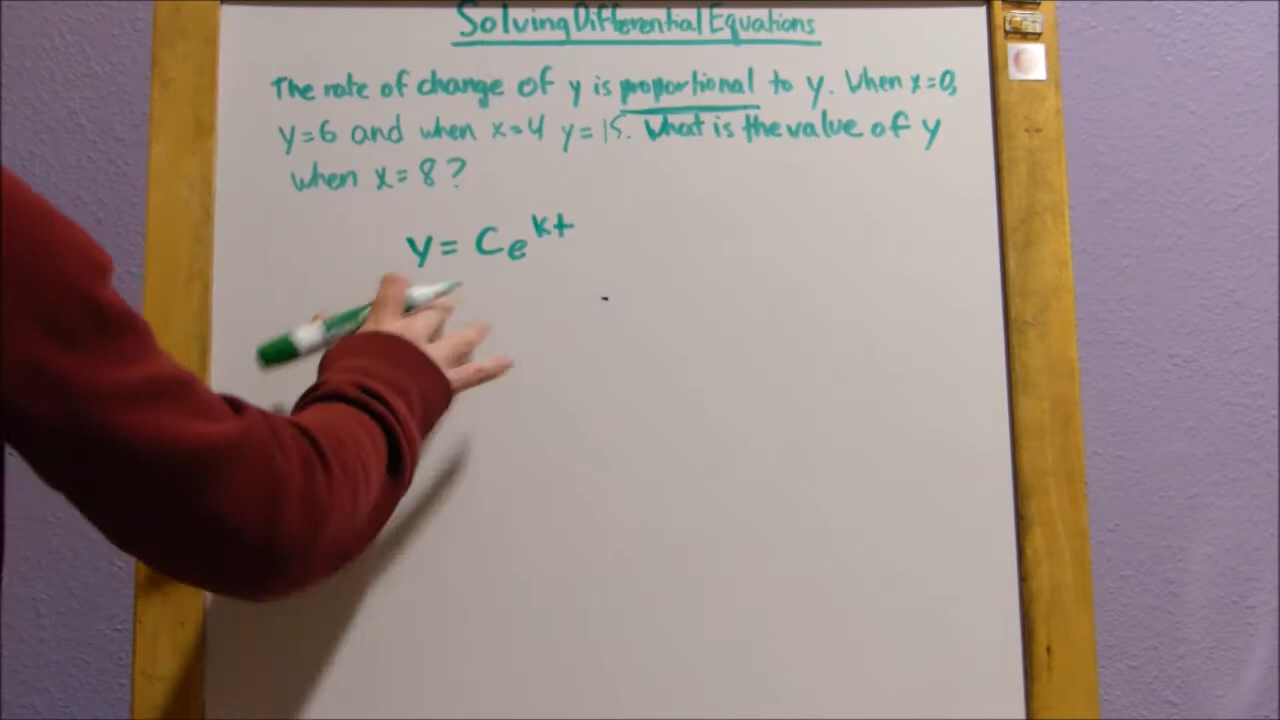 Solving Differential Equations
The rate of change of y is proportional to y. When x=0,
y=6 and when x=4 y=15. What is the value of y
when x=8?
y= Ce^kt